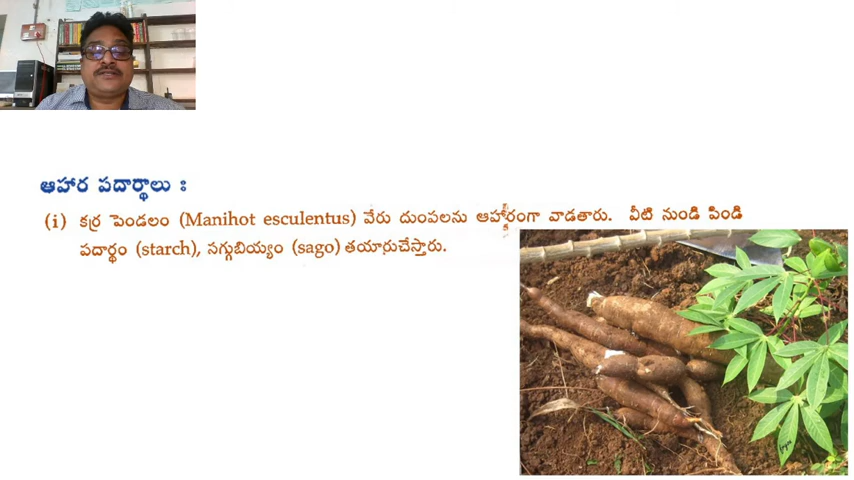 ఆహార పదార్థాలు :
(i) కర్ర పెండలం (Manihot esculentus) వేరు దుంపలను ఆహారంగా వాడతారు. వీటి నుండి పిండి
పదార్థం (starch), సగ్గుబియ్యం (sago) తయారుచేస్తారు.